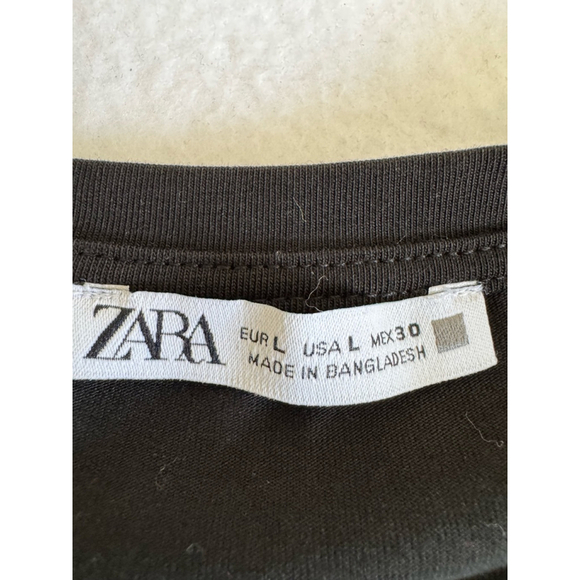 ZARA
EUR L USA L MEX 30
MADE IN BANGLADESH